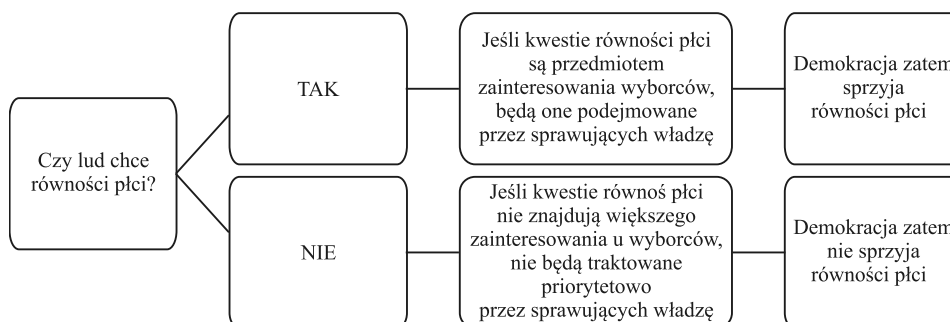 Czy lud chce
równości płci?
TAK
Jeśli kwestie równości płci
są przedmiotem
zainteresowania wyborców,
będą one podejmowane
przez sprawujących władzę
Demokracja zatem
sprzyja
równości płci
NIE
Jeśli kwestie równoś płci
nie znajdują większego
zainteresowania u wyborców,
nie będą traktowane
priorytetowo
przez sprawujących władzę
Demokracja zatem
nie sprzyja
równości płci